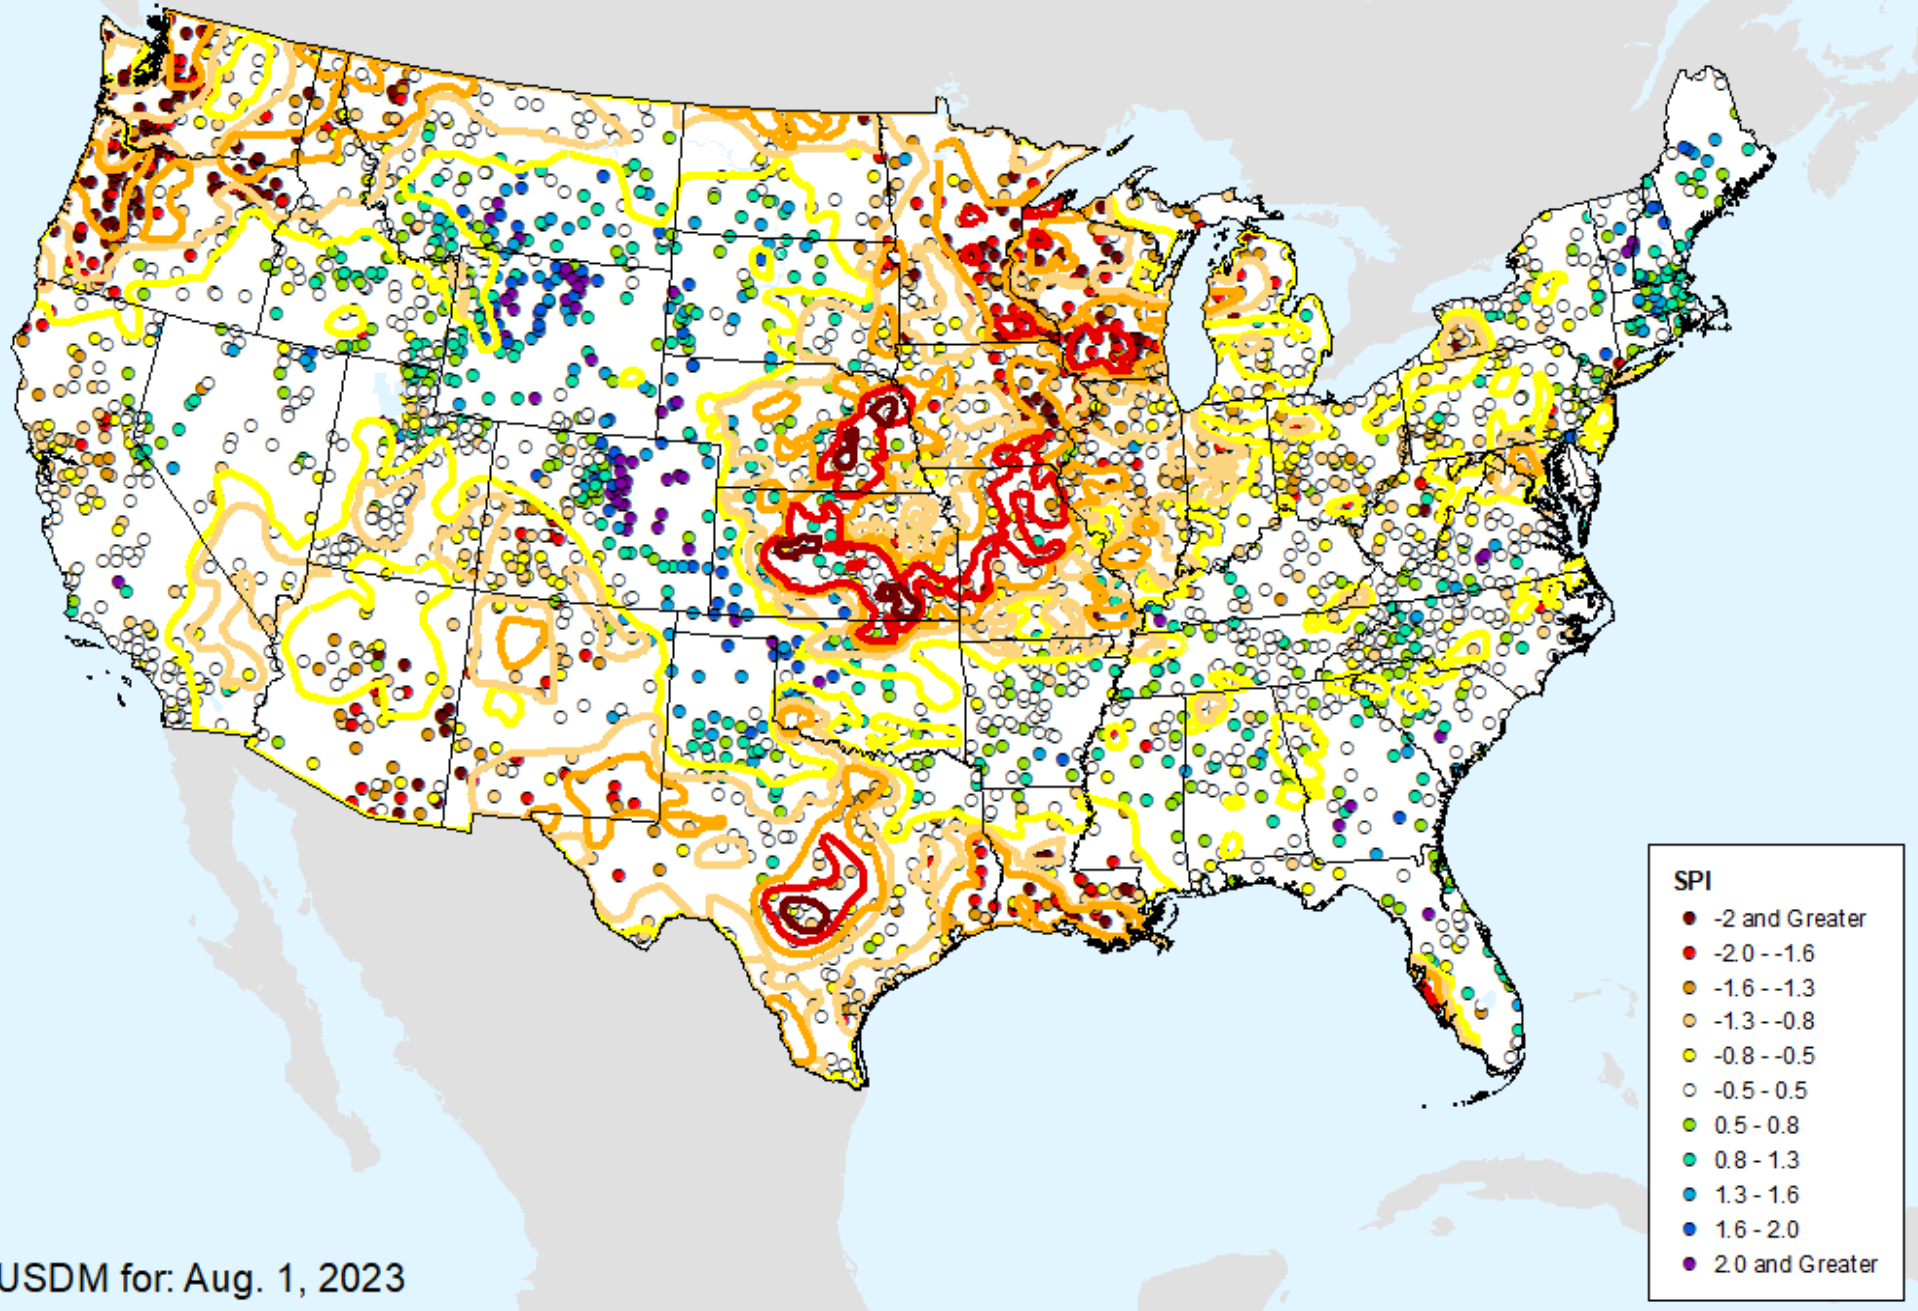 SPI
-2 and Greater
-2.0 - -1.6
-1.6 - -1.3
-1.3 - -0.8
-0.8 - -0.5
-0.5 - 0.5
0.5 - 0.8
0.8 - 1.3
1.3 - 1.6
1.6 - 2.0
2.0 and Greater
USDM for: Aug. 1, 2023